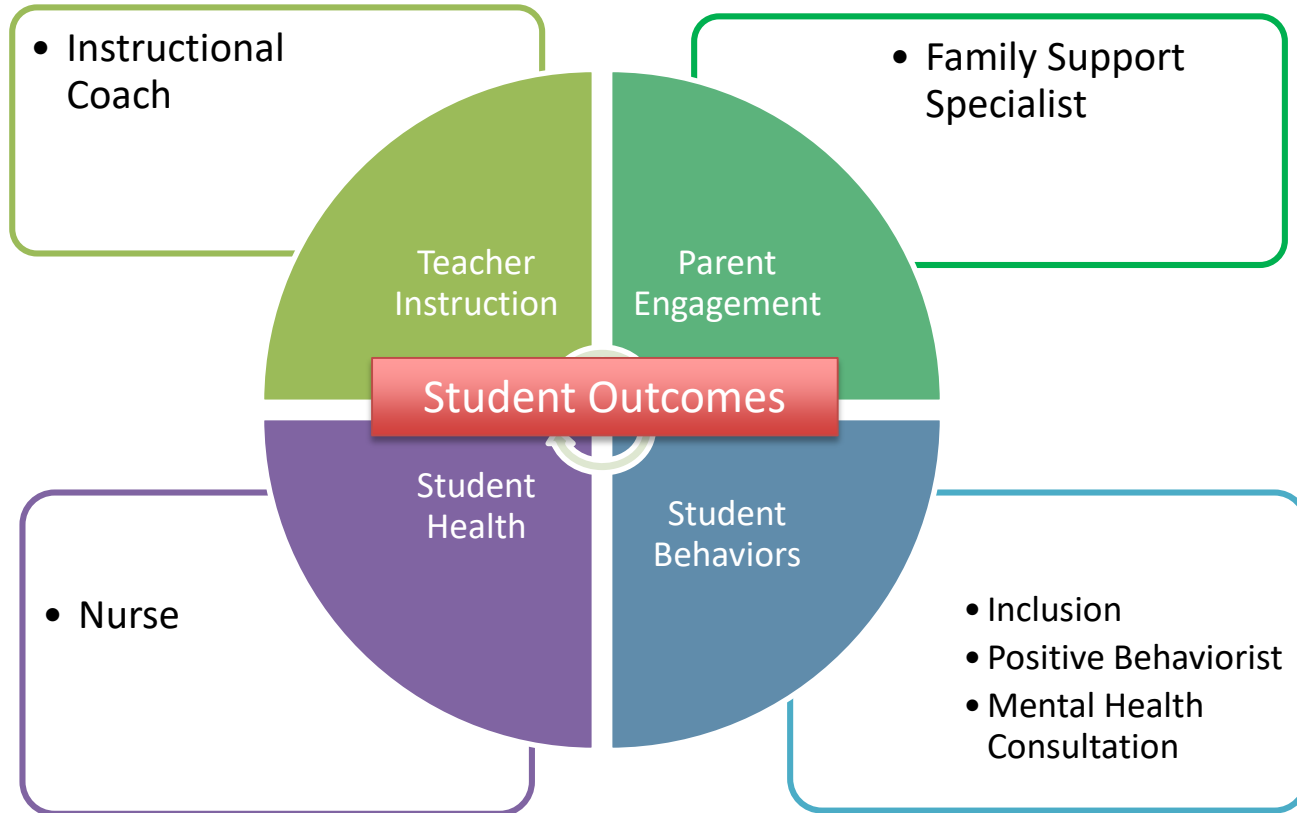 • Instructional
Coach
• Family Support
Specialist
Teacher
Instruction
Parent
Engagement
Student Outcomes
Student
Health
Student
Behaviors
• Nurse
• Inclusion
• Positive Behaviorist
• Mental Health
Consultation